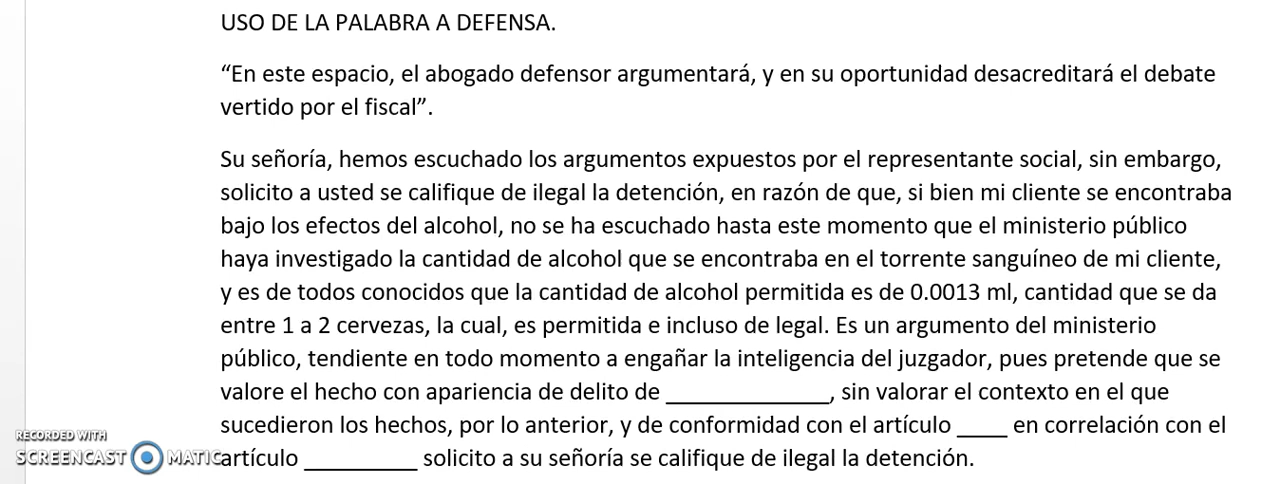 USO DE LA PALABRA A DEFENSA.
“En este espacio, el abogado defensor argumentará, y en su oportunidad desacreditará el debate
vertido por el fiscal”.
Su señoría, hemos escuchado los argumentos expuestos por el representante social, sin embargo,
solicito a usted se califique de ilegal la detención, en razón de que, si bien mi cliente se encontraba
bajo los efectos del alcohol, no se ha escuchado hasta este momento que el ministerio público
haya investigado la cantidad de alcohol que se encontraba en el torrente sanguíneo de mi cliente,
y es de todos conocidos que la cantidad de alcohol permitida es de 0.0013 ml, cantidad que se da
entre 1 a 2 cervezas, la cual, es permitida e incluso de legal. Es un argumento del ministerio
público, tendiente en todo momento a engañar la inteligencia del juzgador, pues pretende que se
valore el hecho con apariencia de delito de ______________, sin valorar el contexto en el que
sucedieron los hechos, por lo anterior, y de conformidad con el artículo _____ en correlación con el
artículo __________ solicito a su señoría se califique de ilegal la detención.
RECORDED WITH
SCREENCAST MATIC